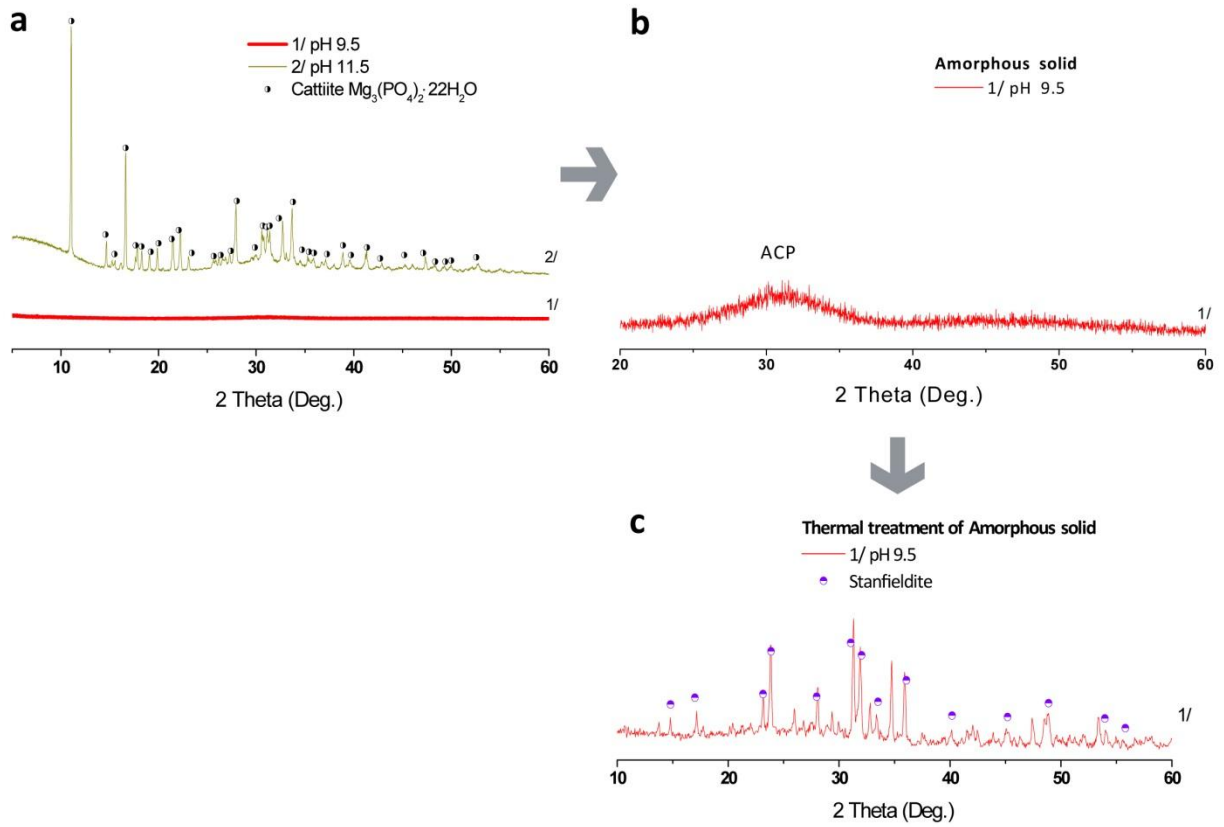 a
1/ pH 9.5
2/ pH 11.5
Cattiite Mg₃(PO₄)₂·22H₂O
2/
1/
10 20 30 40 50 60
2 Theta (Deg.)
b
Amorphous solid
1/ pH 9.5
ACP
1/
20 30 40 50 60
2 Theta (Deg.)
c
Thermal treatment of Amorphous solid
1/ pH 9.5
Stanfieldite
1/
10 20 30 40 50 60
2 Theta (Deg.)